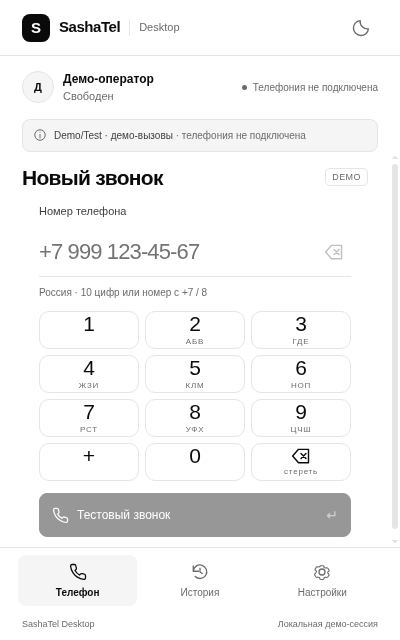 S SashaTel Desktop
Д Демо-оператор
Свободен
Телефония не подключена
Demo/Test · демо-вызовы · телефония не подключена
Новый звонок DEMO
Номер телефона
+7 999 123-45-67
Россия · 10 цифр или номер с +7 / 8
1 2 3
АБВ ГДЕ
4 5 6
ЖЗИ КЛМ НОП
7 8 9
РСТ УФХ ЦЧШ
+ 0
стереть
Тестовый звонок
Телефон История Настройки
SashaTel Desktop Локальная демо-сессия